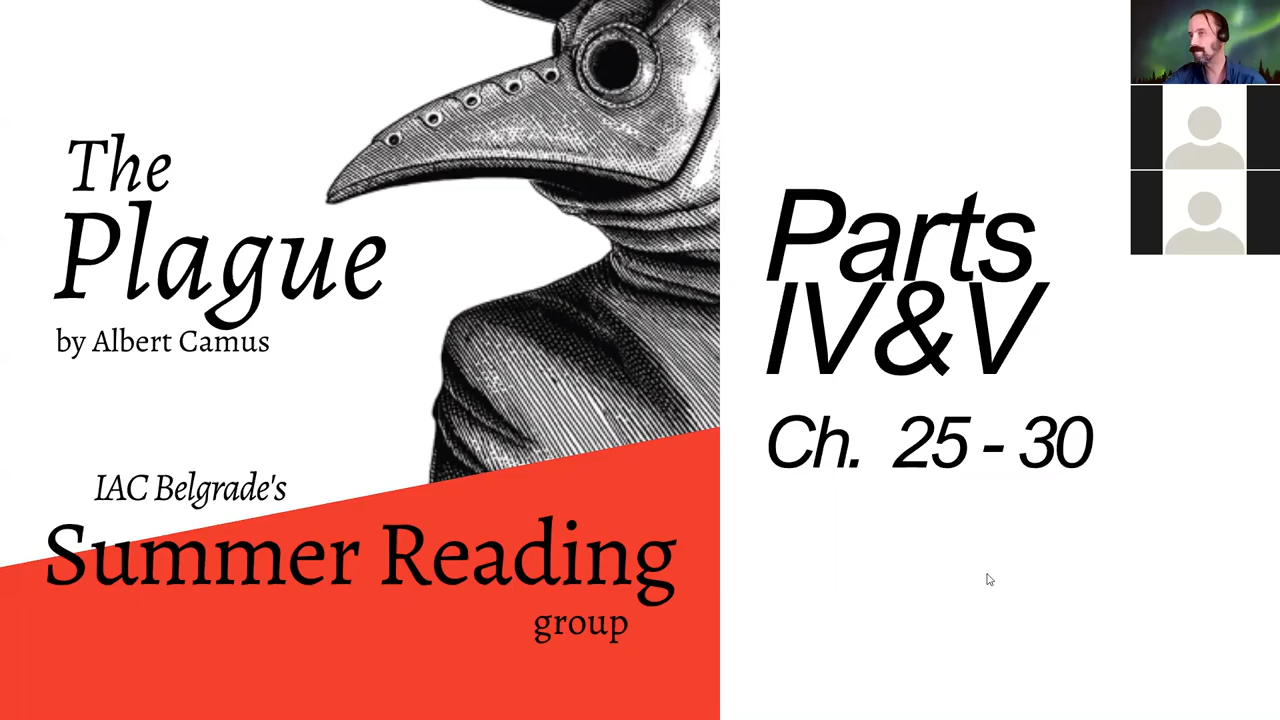 The
Plague
by Albert Camus
IAC Belgrade's
Summer Reading
group
Parts
IV&V
Ch. 25 - 30